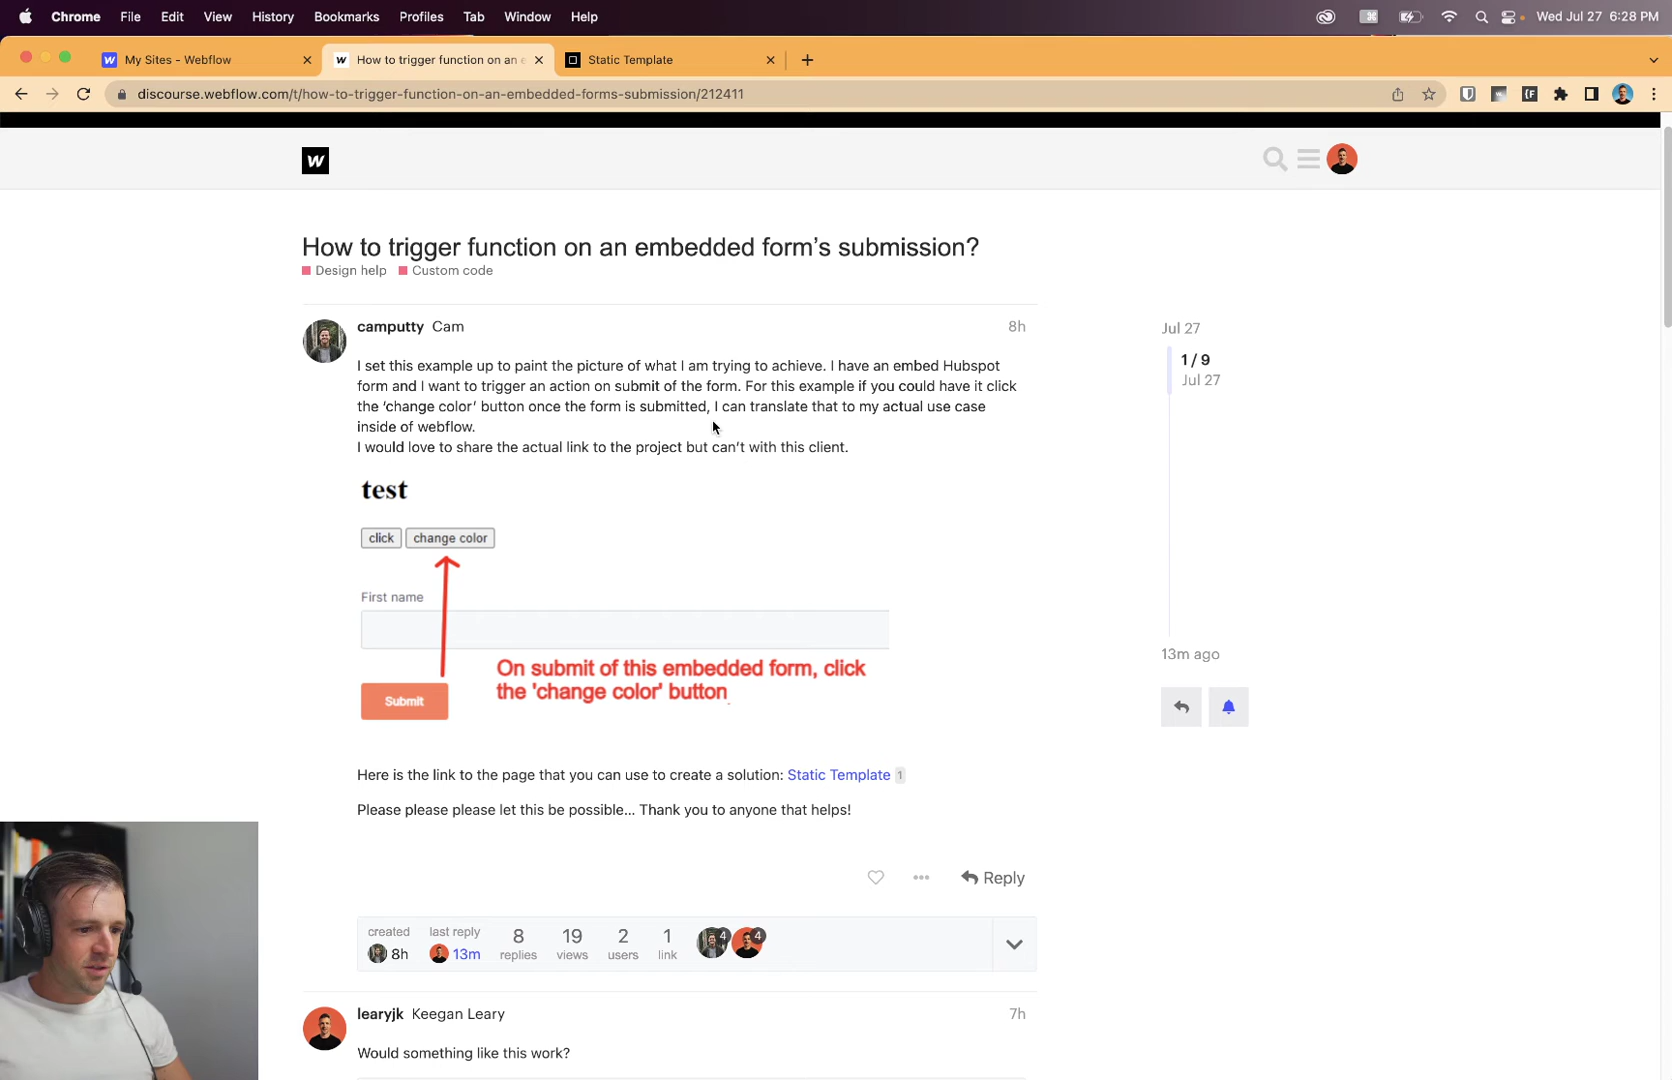 Chrome File Edit View History Bookmarks Profiles Tab Window Help Wed Jul 27 6:28 PM
My Sites - Webflow How to trigger function on an Static Template
discourse.webflow.com/t/how-to-trigger-function-on-an-embedded-forms-submission/212411
How to trigger function on an embedded form's submission?
Design help Custom code
camputty Cam 8h
I set this example up to paint the picture of what I am trying to achieve. I have an embed Hubspot
form and I want to trigger an action on submit of the form. For this example if you could have it click
the ‘change color’ button once the form is submitted, I can translate that to my actual use case
inside of webflow.
I would love to share the actual link to the project but can’t with this client.
test
click change color
First name
On submit of this embedded form, click
the 'change color' button
Submit
Here is the link to the page that you can use to create a solution: Static Template 1
Please please please let this be possible… Thank you to anyone that helps!
Reply
created last reply 8 19 2 1 4 4
8h 13m replies views users link
learyjk Keegan Leary 7h
Would something like this work?
Jul 27
1 / 9
Jul 27
13m ago